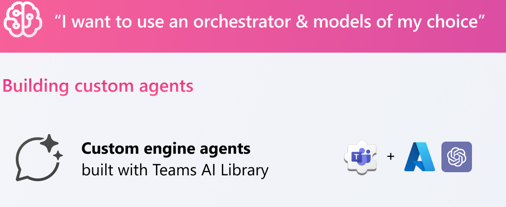 “I want to use an orchestrator & models of my choice”
Building custom agents
Custom engine agents
built with Teams AI Library
+